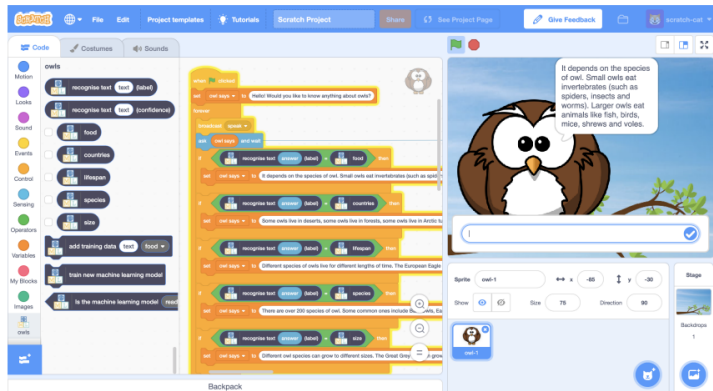 SCRATCH
File
Edit
Project templates
Tutorials
Scratch Project
Share
See Project Page
Give Feedback
scratch-cat
Code
Costumes
Sounds
Motion
Looks
Sound
Events
Control
Sensing
Operators
Variables
My Blocks
Images
owls
owls
recognise text text (label)
recognise text text (confidence)
food
countries
lifespan
species
size
add training data text food
train new machine learning model
Is the machine learning model
when clicked
set owl says to Hello! Would you like to know anything about owls?
forever
broadcast speak
ask owl says and wait
if recognise text answer (label) = food then
set owl says to It depends on the species of owl. Small owls eat invertebrates (such as
if recognise text answer (label) = countries then
set owl says to Some owls live in deserts, some owls live in forests, some owls live in Arctic
if recognise text answer (label) = lifespan then
set owl says to Different species of owls live for different lengths of time. The European Eagle
if recognise text answer (label) = species then
set owl says to There are over 200 species of owl. Some common ones include
if recognise text answer (label) = size then
set owl says to Different owl species can grow to different sizes. The Great Grey
It depends on the species
of owl. Small owls eat
invertebrates (such as
spiders, insects and
worms). Larger owls eat
animals like fish, birds,
mice, shrews and voles.
Sprite owl-1 x -85 y -30
Show Size 75 Direction 90
owl-1
Stage
Backdrops
1
Backpack